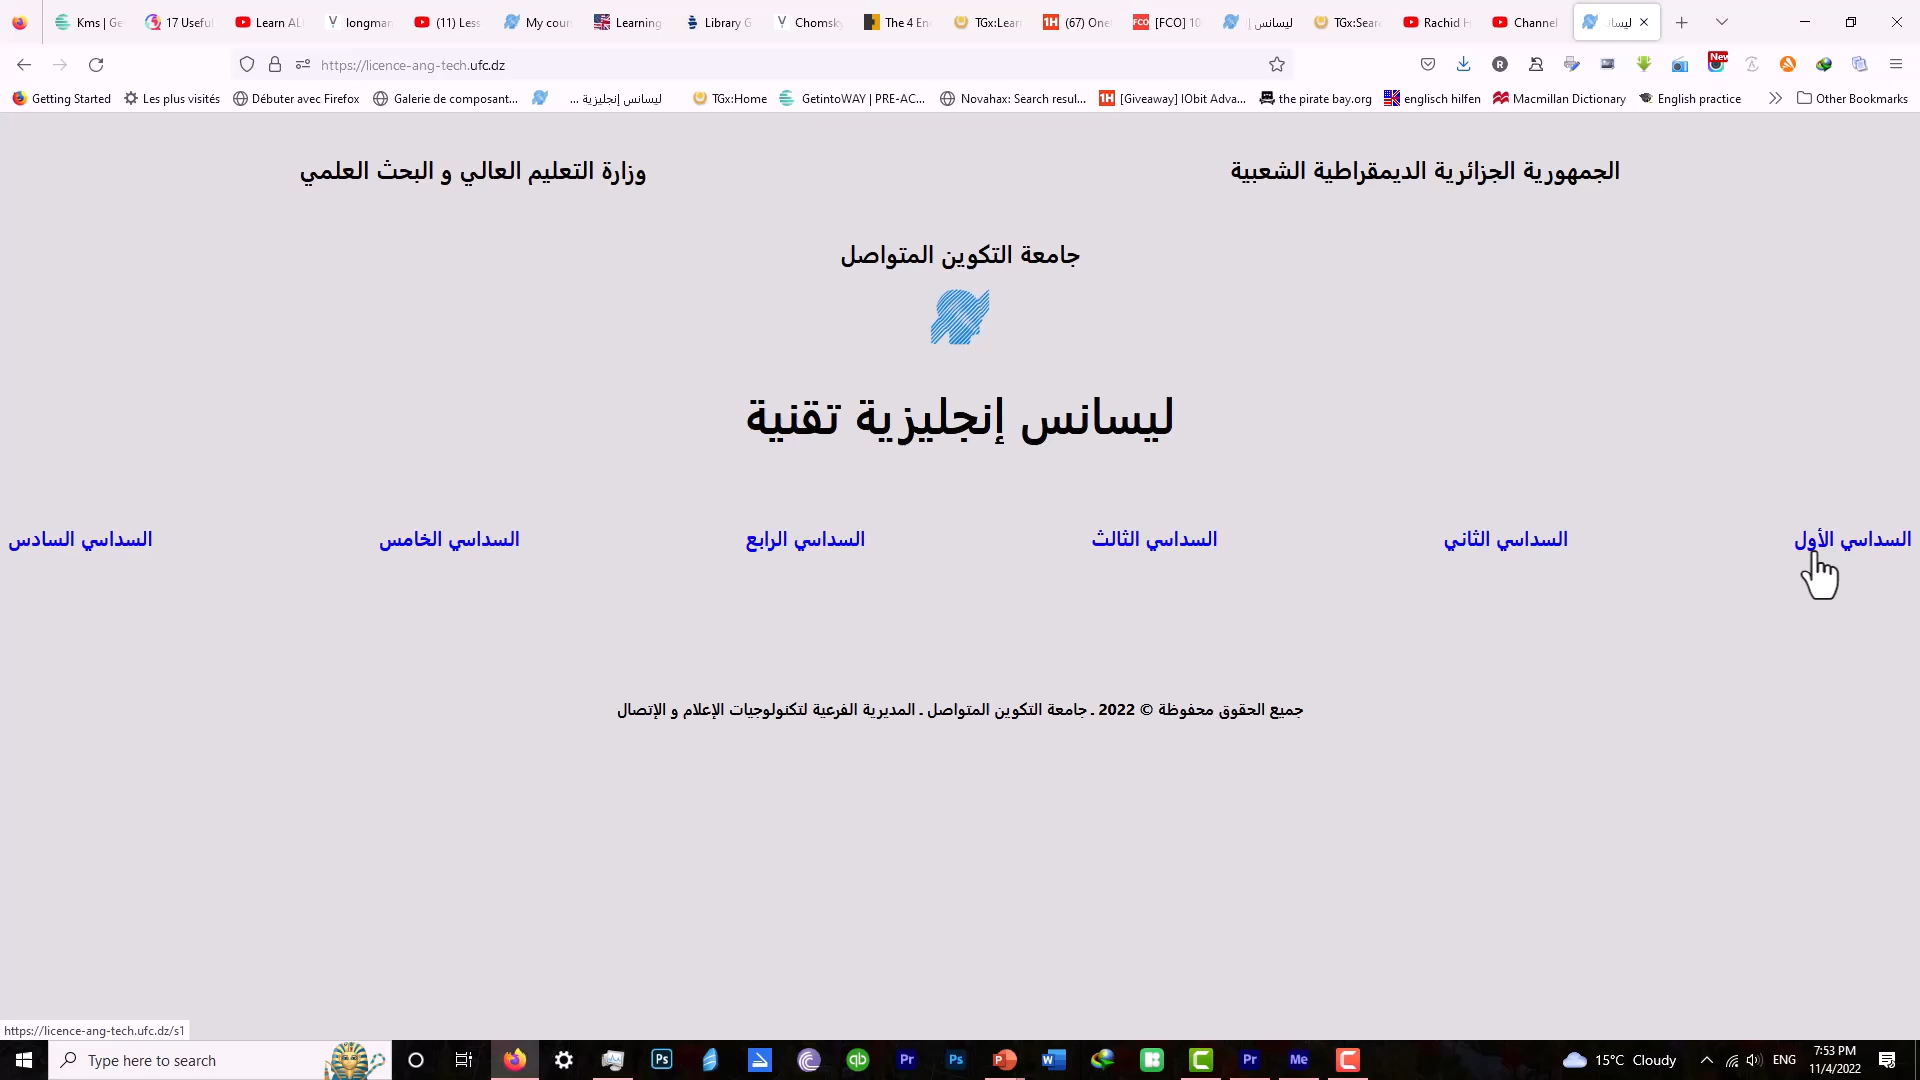 Kms | Ge
17 Useful
Learn AL
longman
(11) Less
My cour
Learning
Library G
Chomsky
The 4 En
TGx:Lear
(67) One
[FCO] 10
ليسانس |
TGx:Sear
Rachid H
Channel
ليسان
https://licence-ang-tech.ufc.dz
Getting Started
Les plus visités
Débuter avec Firefox
Galerie de composant...
ليسانس إنجليزية ...
TGx:Home
GetintoWAY | PRE-AC...
Novahax: Search resul...
[Giveaway] IObit Adva...
the pirate bay.org
englisch hilfen
Macmillan Dictionary
English practice
Other Bookmarks
الجمهورية الجزائرية الديمقراطية الشعبية
وزارة التعليم العالي و البحث العلمي
جامعة التكوين المتواصل
ليسانس إنجليزية تقنية
السداسي الأول
السداسي الثاني
السداسي الثالث
السداسي الرابع
السداسي الخامس
السداسي السادس
جميع الحقوق محفوظة © 2022 ـ جامعة التكوين المتواصل ـ المديرية الفرعية لتكنولوجيات الإعلام و الإتصال
https://licence-ang-tech.ufc.dz/s1
Type here to search
15°C Cloudy
ENG
7:53 PM
11/4/2022